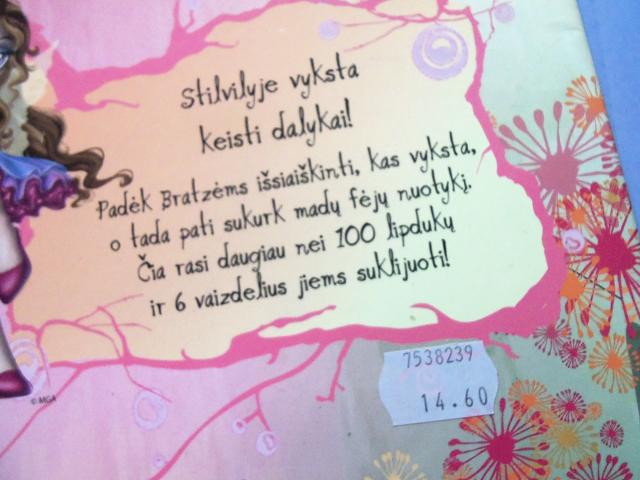 Stilvilyje vyksta
keisti dalykai!
Padėk Bratzėms išsiaiškinti, kas vyksta,
o tada pati sukurk madų fėjų nuotykį.
Čia rasi daugiau nei 100 lipdukų
ir 6 vaizdelius jiems suklijuoti!
© MGA
7538239
14.60